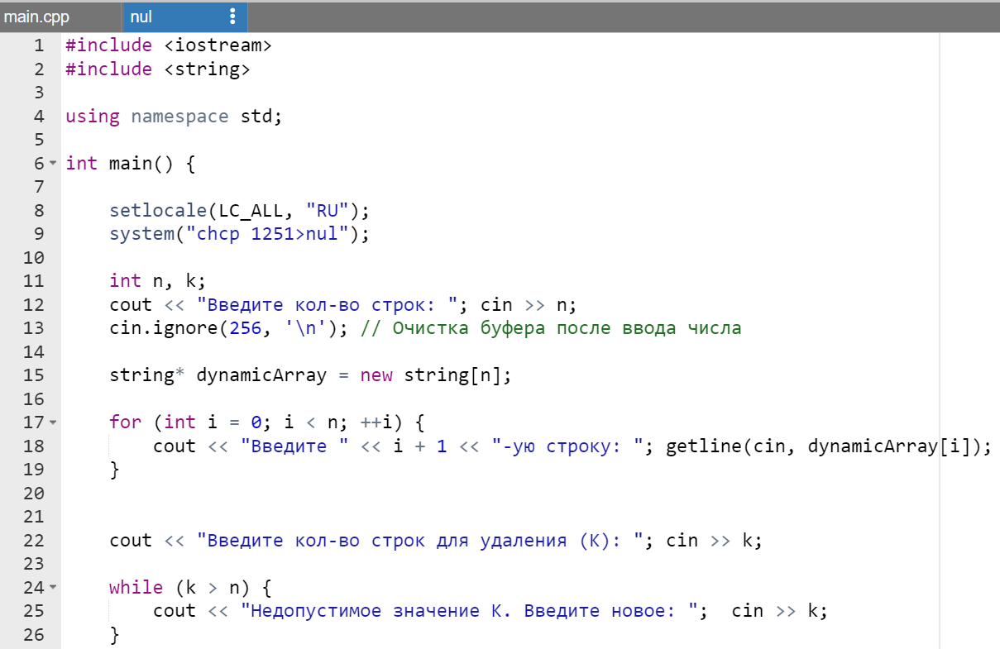 main.cpp nul
1 #include <iostream>
2 #include <string>
3
4 using namespace std;
5
6 int main() {
7
8     setlocale(LC_ALL, "RU");
9     system("chcp 1251>nul");
10
11     int n, k;
12     cout << "Введите кол-во строк: "; cin >> n;
13     cin.ignore(256, '\n'); // Очистка буфера после ввода числа
14
15     string* dynamicArray = new string[n];
16
17     for (int i = 0; i < n; ++i) {
18         cout << "Введите " << i + 1 << "-ую строку: "; getline(cin, dynamicArray[i]);
19     }
20
21
22     cout << "Введите кол-во строк для удаления (K): "; cin >> k;
23
24     while (k > n) {
25         cout << "Недопустимое значение K. Введите новое: ";  cin >> k;
26     }